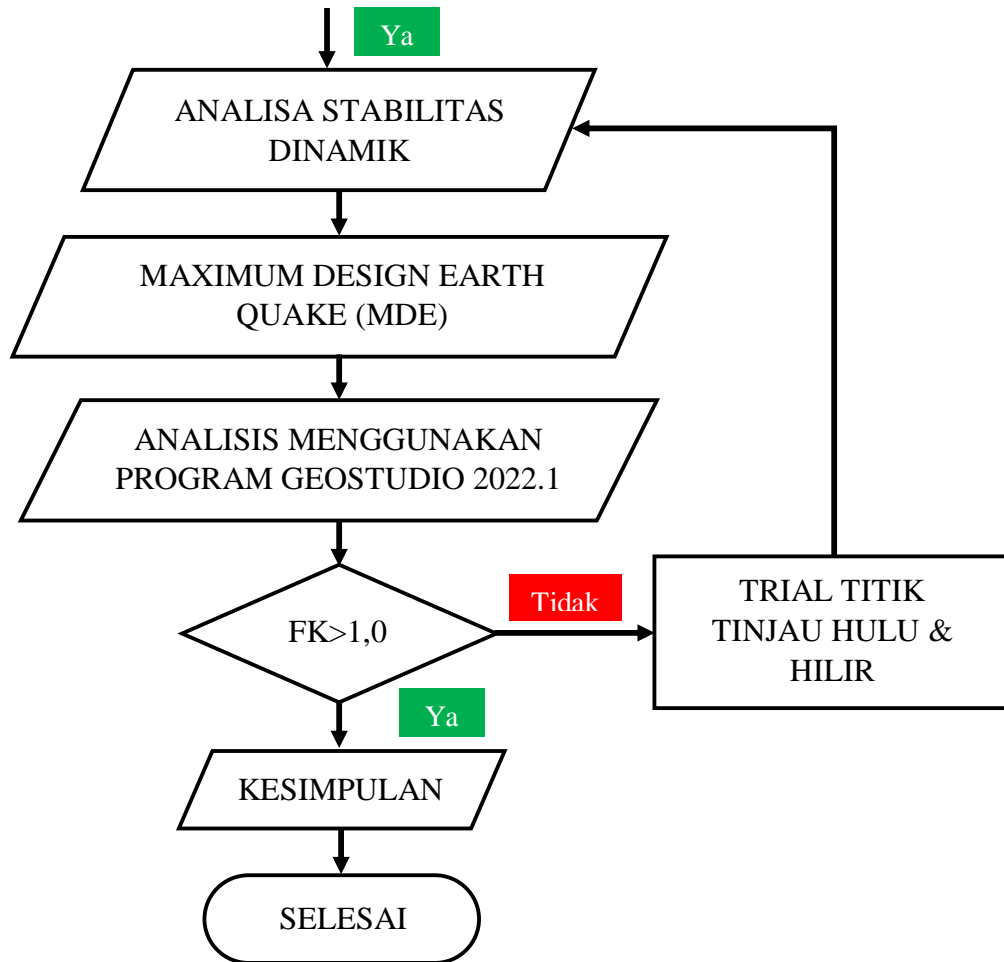 Ya
ANALISA STABILITAS
DINAMIK
MAXIMUM DESIGN EARTH
QUAKE (MDE)
ANALISIS MENGGUNAKAN
PROGRAM GEOSTUDIO 2022.1
FK>1,0
Tidak
TRIAL TITIK
TINJAU HULU &
HILIR
Ya
KESIMPULAN
SELESAI